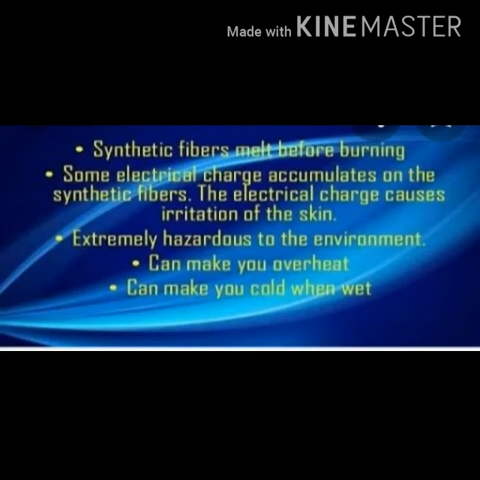 Made with KINEMASTER
• Synthetic fibers melt before burning
• Some electrical charge accumulates on the
synthetic fibers. The electrical charge causes
irritation of the skin.
• Extremely hazardous to the environment.
• Can make you overheat
• Can make you cold when wet